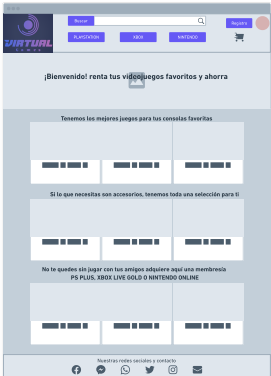 VIRTUAL
GAMES
Buscar
Registro
PLAYSTATION
XBOX
NINTENDO
¡Bienvenido! renta tus videojuegos favoritos y ahorra
Tenemos los mejores juegos para tus consolas favoritas
Si lo que necesitas son accesorios, tenemos toda una selección para ti
No te quedes sin jugar con tus amigos adquiere aquí una membresía
PS PLUS, XBOX LIVE GOLD O NINTENDO ONLINE
Nuestras redes sociales y contacto